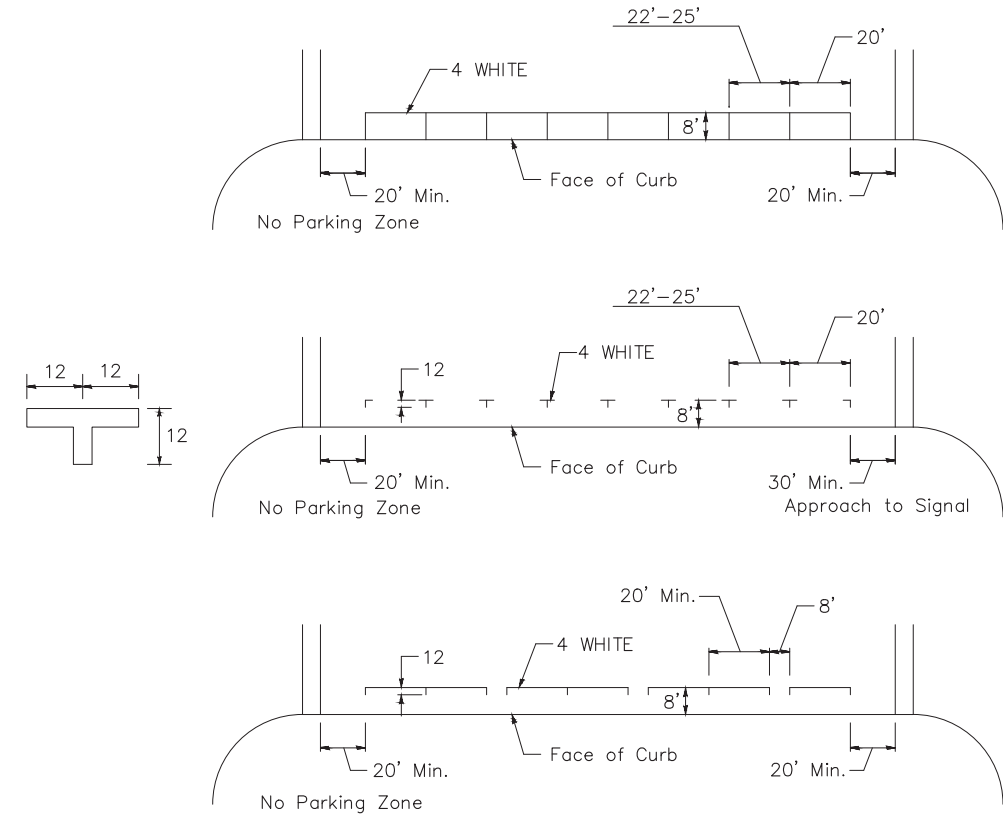 22'-25'
20'
4 WHITE
8'
Face of Curb
20' Min.
20' Min.
No Parking Zone
22'-25'
20'
4 WHITE
12
12 12
12
8'
Face of Curb
20' Min.
30' Min.
No Parking Zone
Approach to Signal
20' Min.
8'
4 WHITE
12
8'
Face of Curb
20' Min.
20' Min.
No Parking Zone